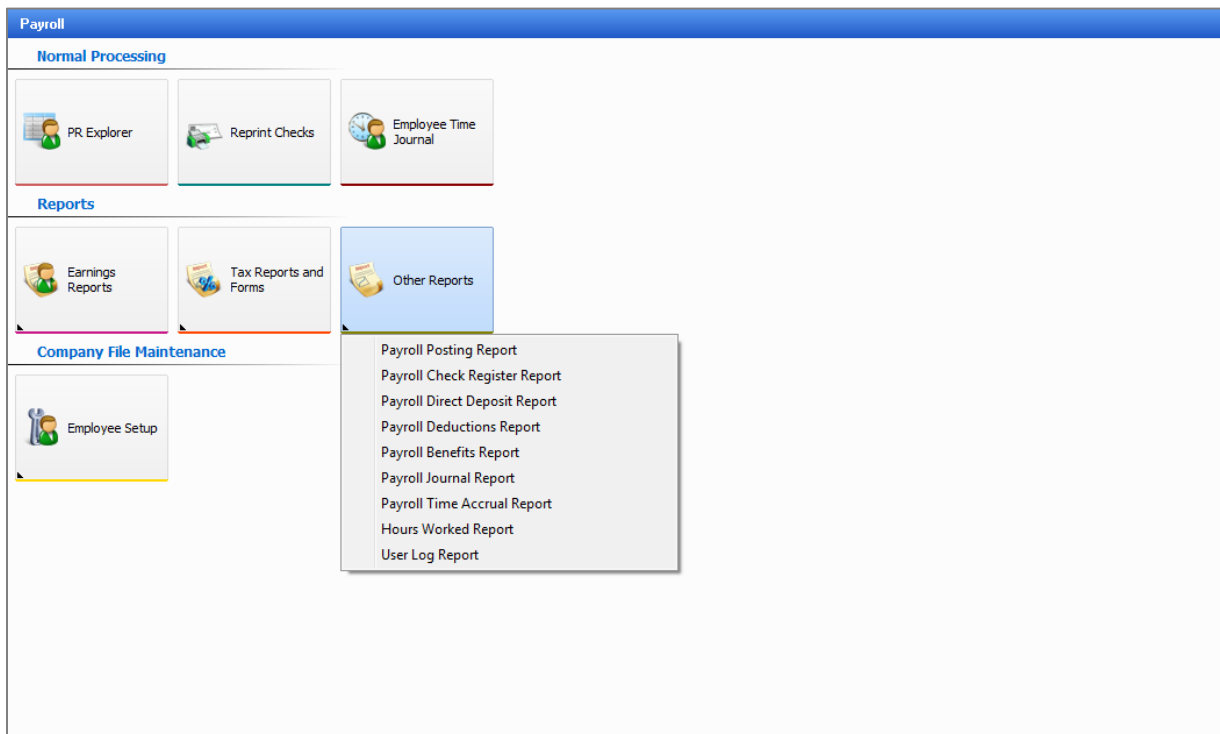 Payroll
Normal Processing
PR Explorer
Reprint Checks
Employee Time
Journal
Reports
Earnings
Reports
Tax Reports and
Forms
Other Reports
Company File Maintenance
Employee Setup
Payroll Posting Report
Payroll Check Register Report
Payroll Direct Deposit Report
Payroll Deductions Report
Payroll Benefits Report
Payroll Journal Report
Payroll Time Accrual Report
Hours Worked Report
User Log Report